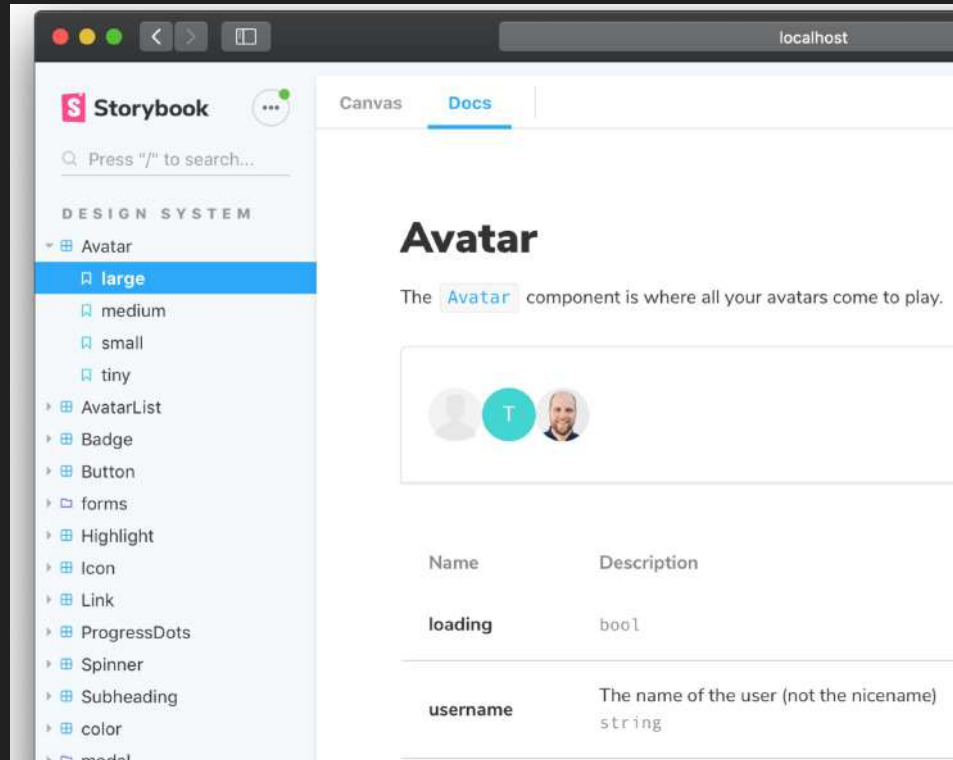 localhost
Storybook
Press "/" to search...
DESIGN SYSTEM
Avatar
large
medium
small
tiny
AvatarList
Badge
Button
forms
Highlight
Icon
Link
ProgressDots
Spinner
Subheading
color
modal
Canvas Docs
Avatar
The Avatar component is where all your avatars come to play.
T
Name Description
loading bool
username The name of the user (not the nicename)
string